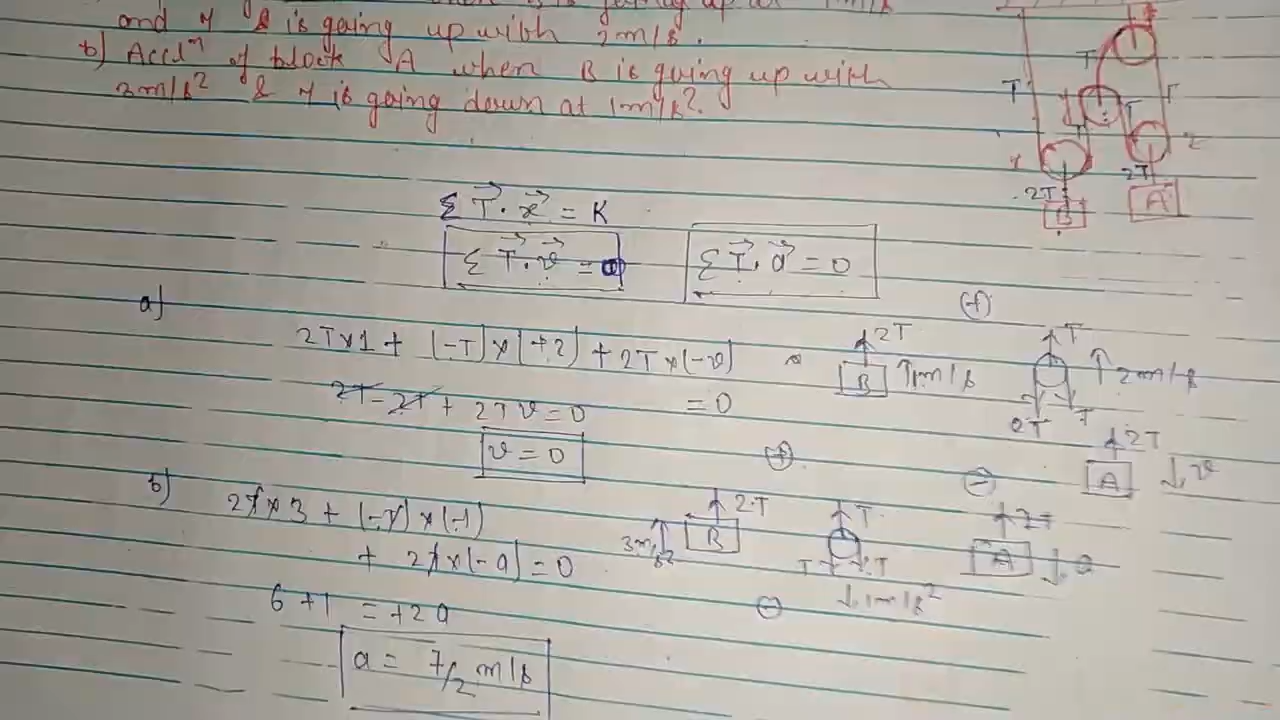 and y is going up with 2m/s.
b) Accln of block A when B is going up with
3m/s² & y is going down at 1m/s².
T
T
T
T
y
T
x
z
2T
2T
B
A
Σ T⃗·x⃗ = K
Σ T⃗·v⃗ = 0
Σ T⃗·a⃗ = 0
a)
2T×1 + (-T)×(+2) + 2T×(-v)
= 0
2T - 2T + 2Tv = 0
v = 0
(+)
2T
B ↑1m/s
T
↑2m/s
2T T
2T
A ↓v
b)
2T×3 + (-T)×(-1)
+ 2T×(-a) = 0
6 + 1 = +2a
a = 7/2 m/s
(+)
(-)
2T
3m/s² B
T
T T
↓1m/s²
(-)
2T
A ↓a